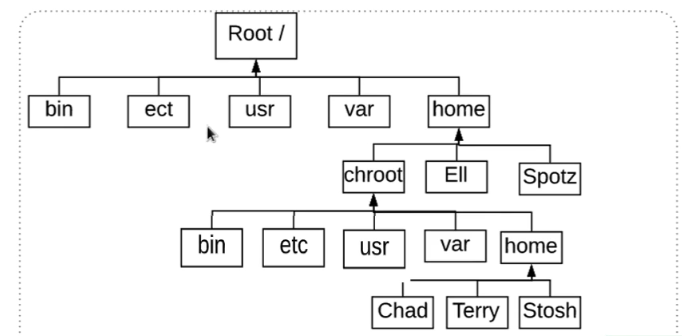 Root /
bin ect usr var home
chroot Ell Spotz
bin etc usr var home
Chad Terry Stosh